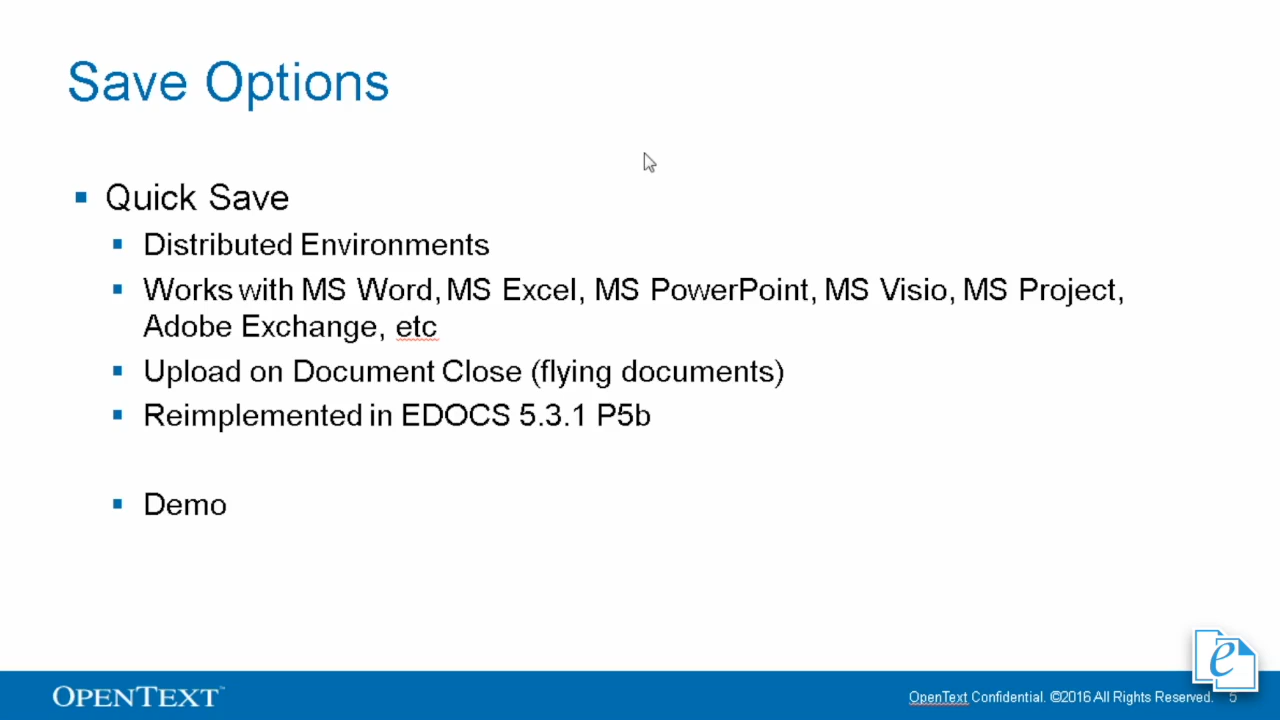 Save Options
Quick Save
Distributed Environments
Works with MS Word, MS Excel, MS PowerPoint, MS Visio, MS Project,
Adobe Exchange, etc
Upload on Document Close (flying documents)
Reimplemented in EDOCS 5.3.1 P5b
Demo
e
OPENTEXT™
OpenText Confidential. ©2016 All Rights Reserved. 5